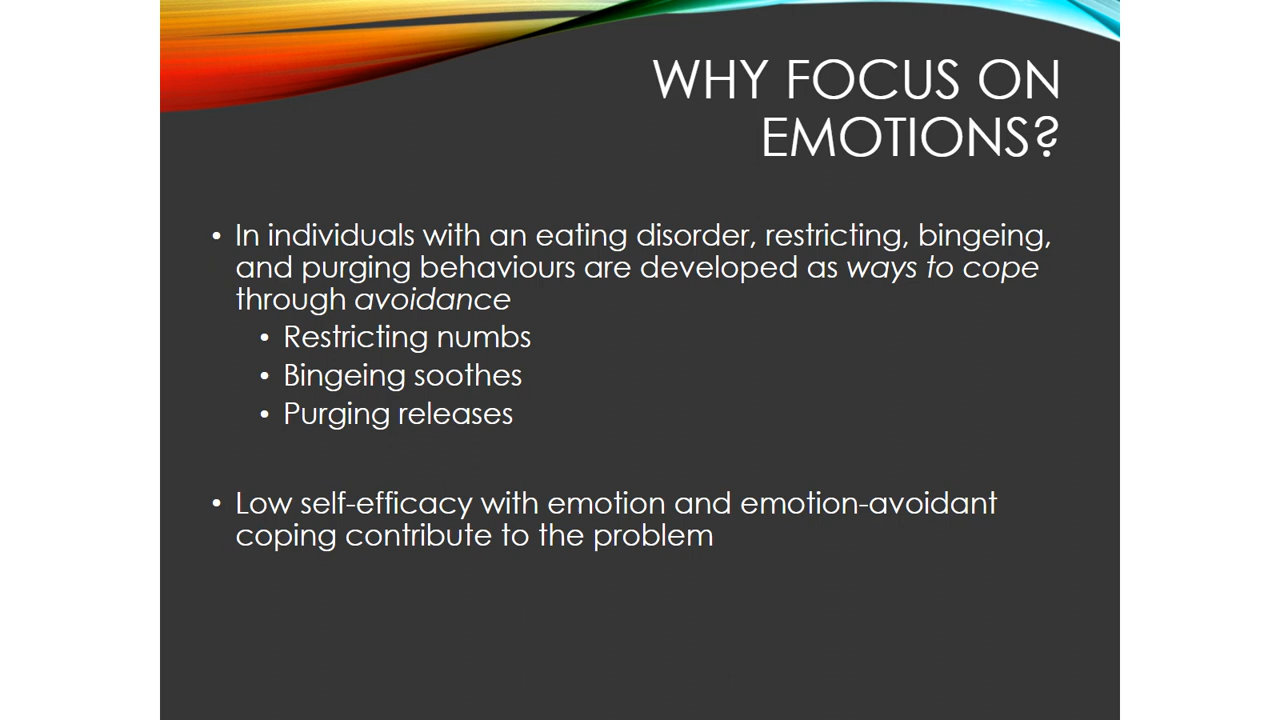 WHY FOCUS ON
EMOTIONS?
• In individuals with an eating disorder, restricting, bingeing,
and purging behaviours are developed as ways to cope
through avoidance
• Restricting numbs
• Bingeing soothes
• Purging releases
• Low self-efficacy with emotion and emotion-avoidant
coping contribute to the problem